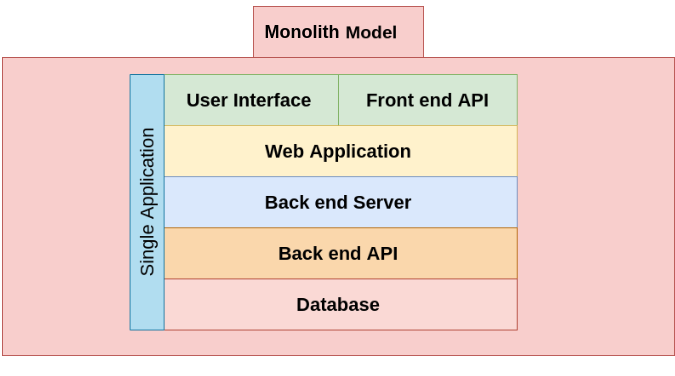 Monolith Model
User Interface
Front end API
Web Application
Back end Server
Back end API
Database
Single Application